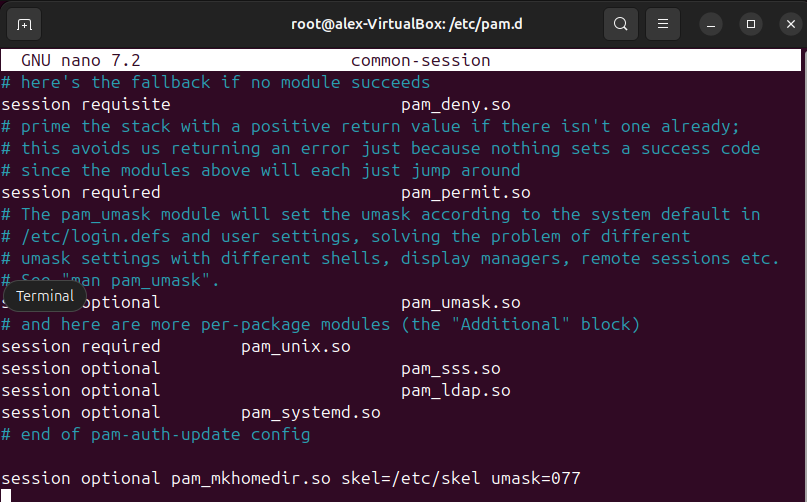 root@alex-VirtualBox: /etc/pam.d
GNU nano 7.2 common-session
# here's the fallback if no module succeeds
session requisite pam_deny.so
# prime the stack with a positive return value if there isn't one already;
# this avoids us returning an error just because nothing sets a success code
# since the modules above will each just jump around
session required pam_permit.so
# The pam_umask module will set the umask according to the system default in
# /etc/login.defs and user settings, solving the problem of different
# umask settings with different shells, display managers, remote sessions etc.
# See "man pam_umask".
Terminal
optional pam_umask.so
# and here are more per-package modules (the "Additional" block)
session required pam_unix.so
session optional pam_sss.so
session optional pam_ldap.so
session optional pam_systemd.so
# end of pam-auth-update config
session optional pam_mkhomedir.so skel=/etc/skel umask=077